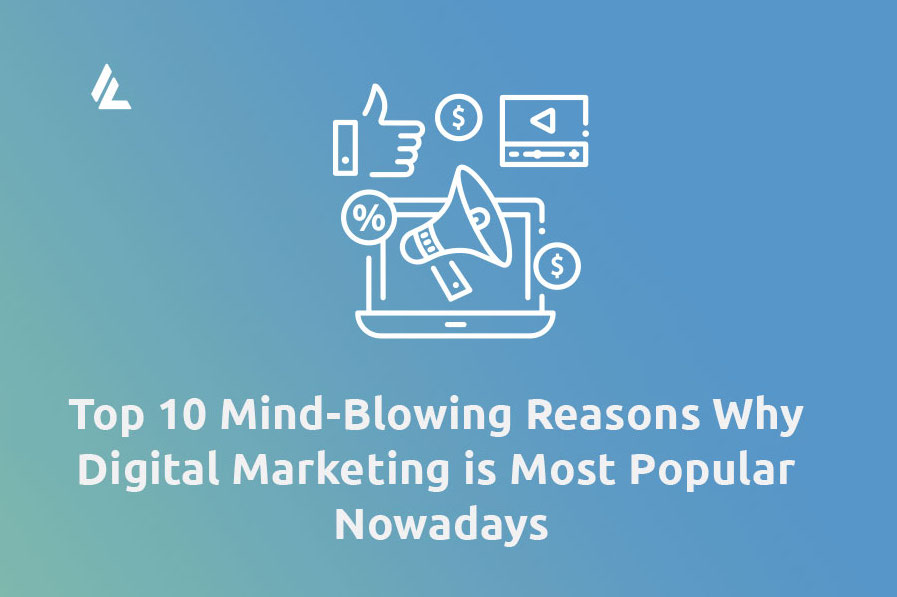 $
%
$
Top 10 Mind-Blowing Reasons Why
Digital Marketing is Most Popular
Nowadays